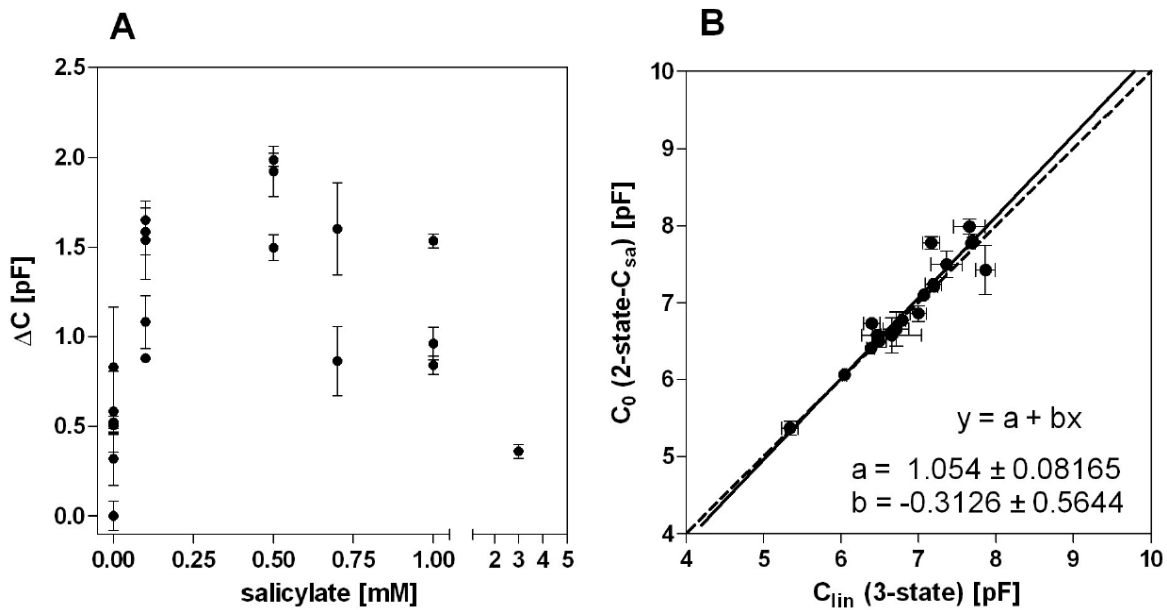 A
2.5
2.0
1.5
1.0
0.5
0.0
ΔC [pF]
0.00 0.25 0.50 0.75 1.00 2 3 4 5
salicylate [mM]
B
10
9
8
7
6
5
4
C₀ (2-state-Cₛₐ) [pF]
y = a + bx
a = 1.054 ± 0.08165
b = -0.3126 ± 0.5644
4 5 6 7 8 9 10
Cₗᵢₙ (3-state) [pF]